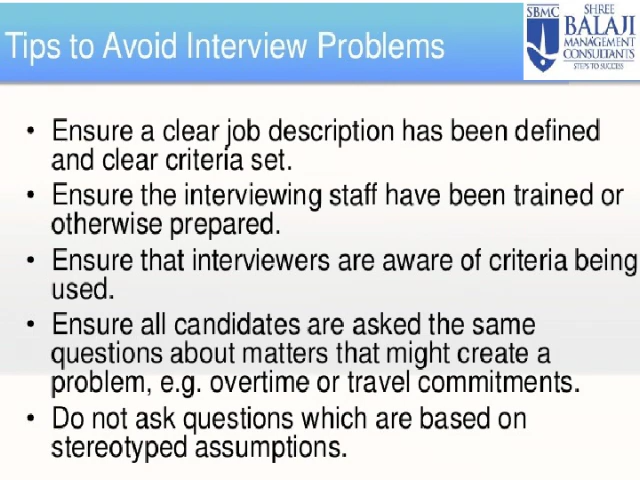 Tips to Avoid Interview Problems
SBMC
SHREE
BALAJI
MANAGEMENT
CONSULTANTS
STEPS TO SUCCESS
• Ensure a clear job description has been defined
and clear criteria set.
• Ensure the interviewing staff have been trained or
otherwise prepared.
• Ensure that interviewers are aware of criteria being
used.
• Ensure all candidates are asked the same
questions about matters that might create a
problem, e.g. overtime or travel commitments.
• Do not ask questions which are based on
stereotyped assumptions.